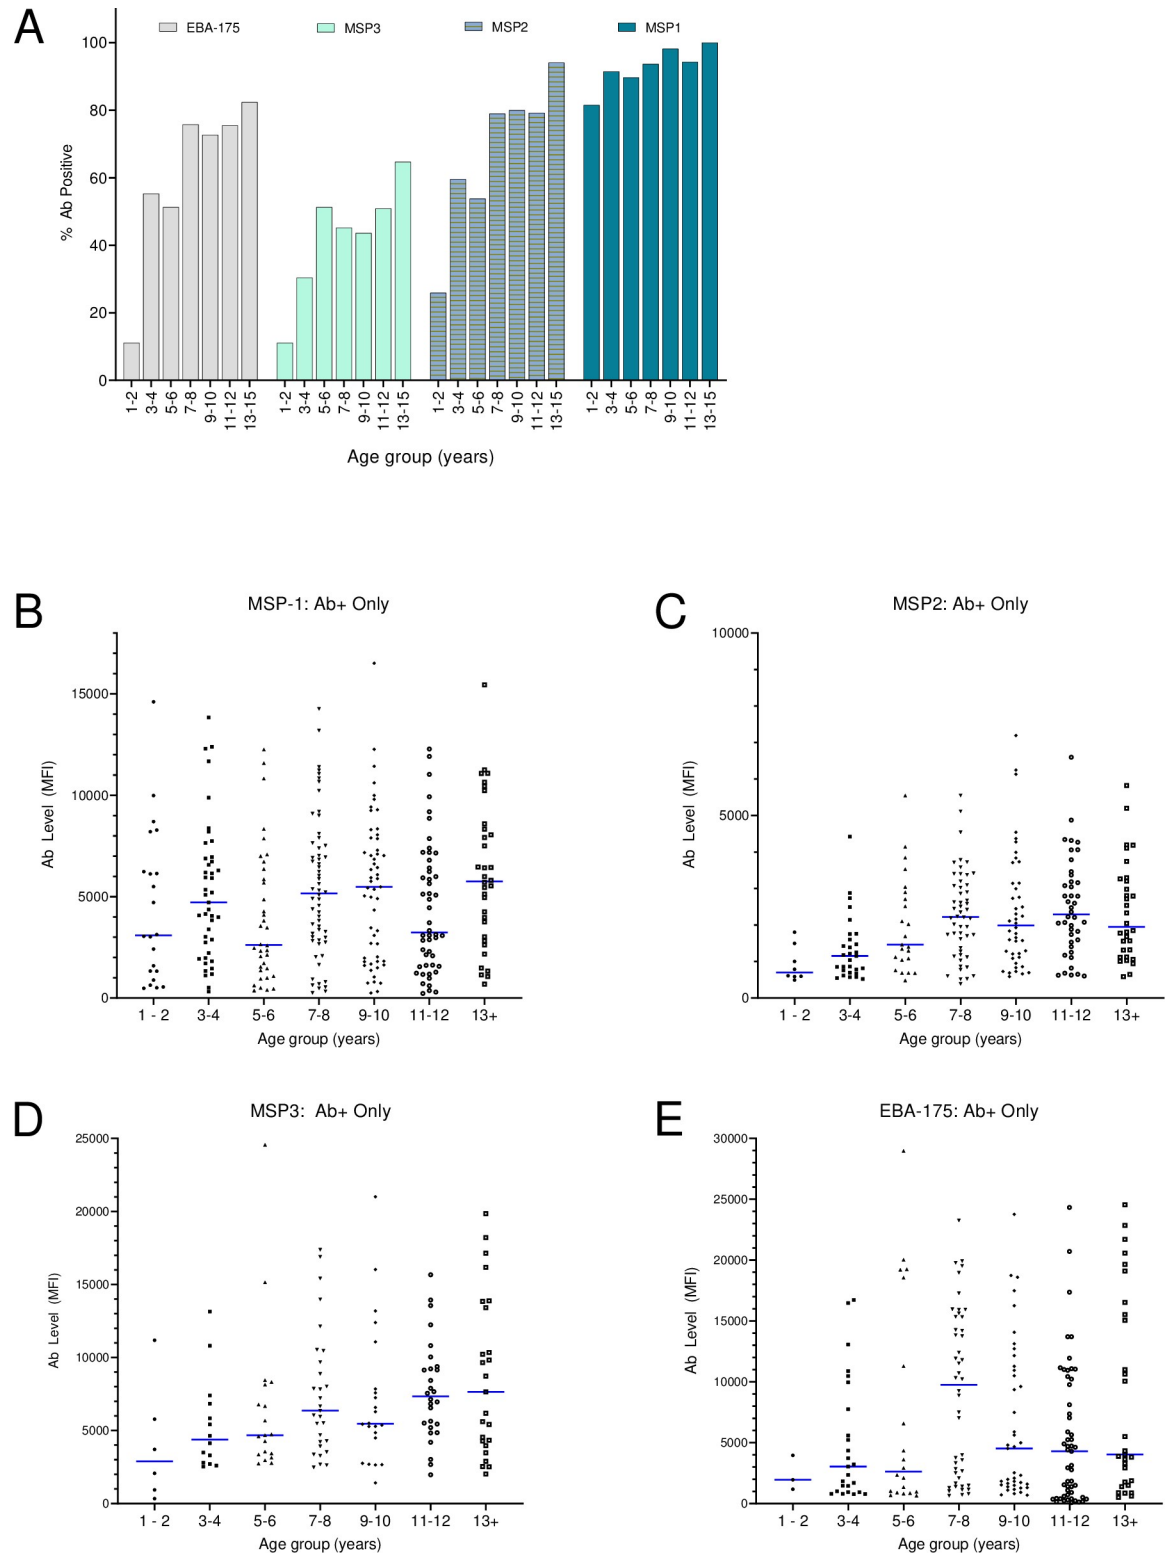 A
EBA-175 MSP3 MSP2 MSP1
100
80
60
40
20
0
% Ab Positive
1-2 3-4 5-6 7-8 9-10 11-12 13-15 1-2 3-4 5-6 7-8 9-10 11-12 13-15 1-2 3-4 5-6 7-8 9-10 11-12 13-15 1-2 3-4 5-6 7-8 9-10 11-12 13-15
Age group (years)
B
MSP-1: Ab+ Only
15000
10000
5000
0
Ab Level (MFI)
1 - 2 3-4 5-6 7-8 9-10 11-12 13+
Age group (years)
C
MSP2: Ab+ Only
10000
5000
0
Ab Level (MFI)
1 - 2 3-4 5-6 7-8 9-10 11-12 13+
Age group (years)
D
MSP3: Ab+ Only
25000
20000
15000
10000
5000
0
Ab Level (MFI)
1 - 2 3-4 5-6 7-8 9-10 11-12 13+
Age group (years)
E
EBA-175: Ab+ Only
30000
25000
20000
15000
10000
5000
0
Ab Level (MFI)
1 - 2 3-4 5-6 7-8 9-10 11-12 13+
Age group (years)